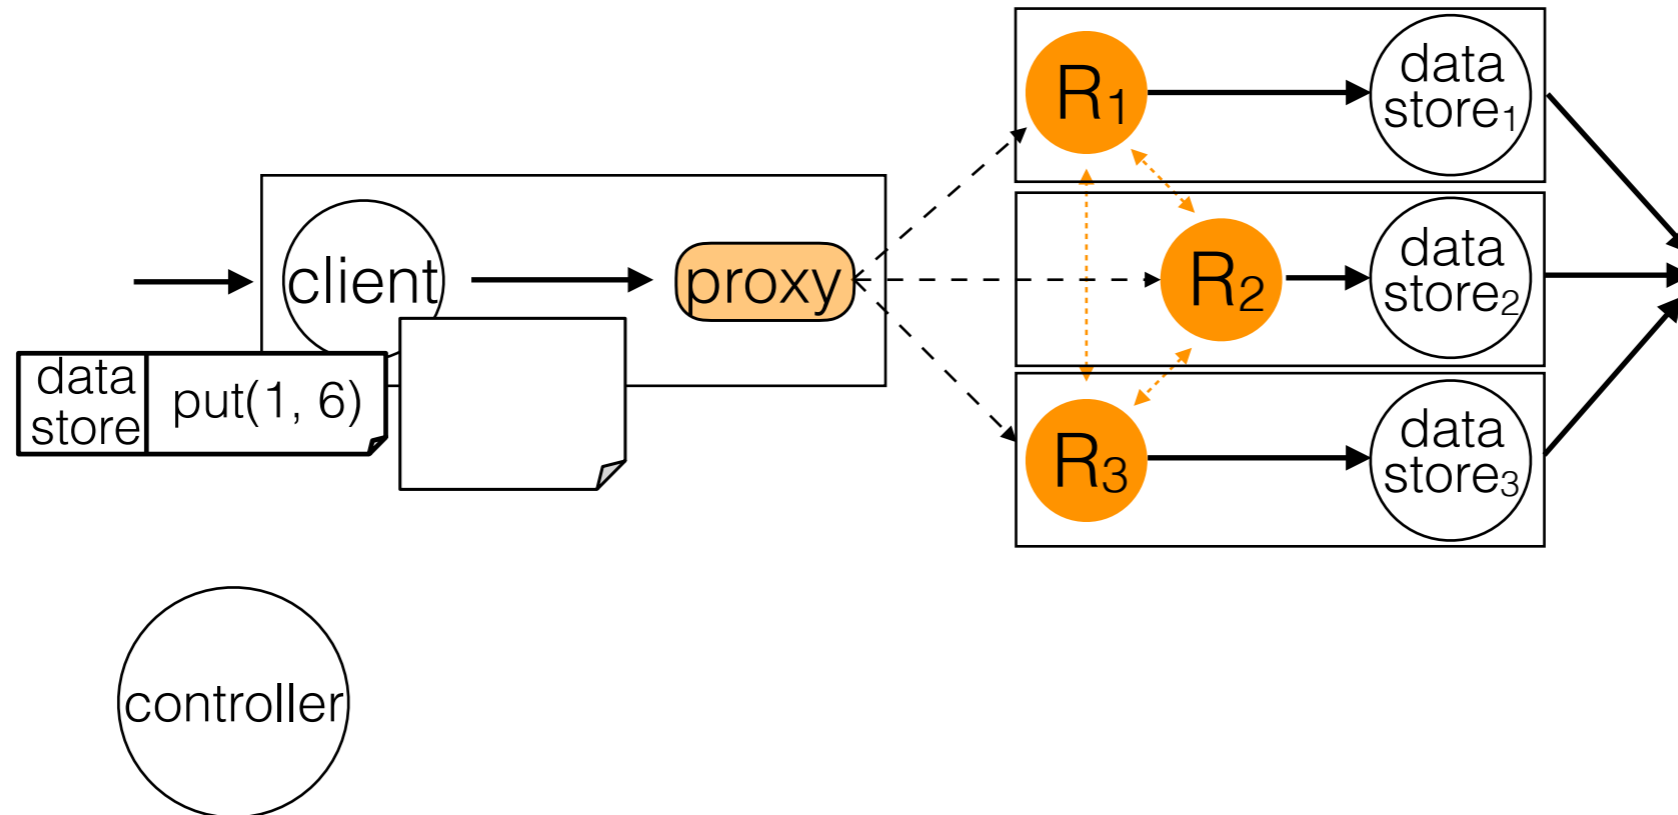 R₁
data
store₁
client
proxy
R₂
data
store₂
data
store
put(1, 6)
R₃
data
store₃
controller